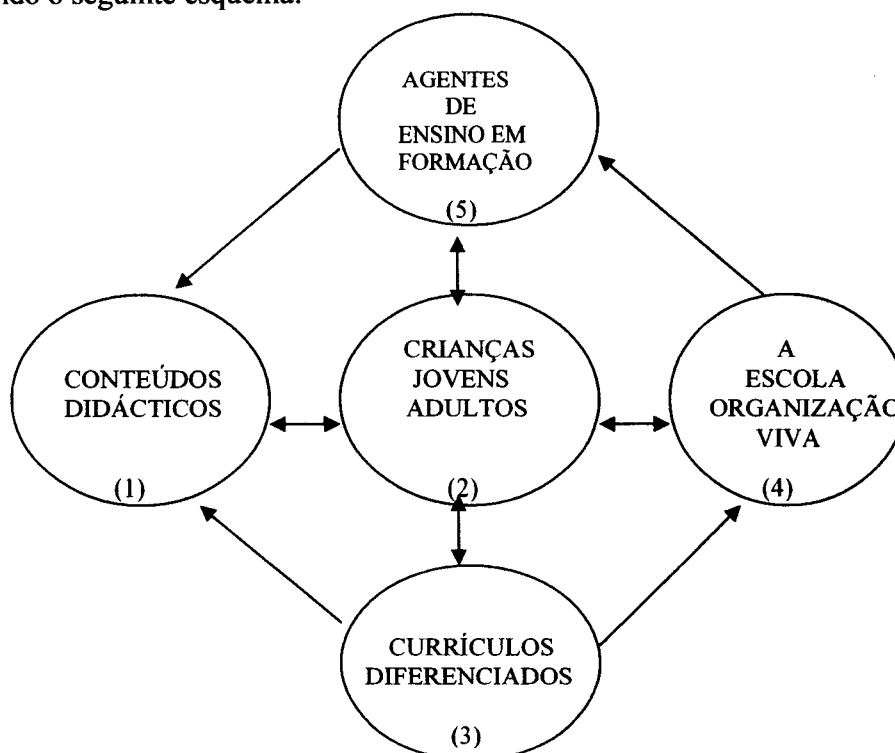 o seguinte esquema:
AGENTES
DE
ENSINO EM
FORMAÇÃO
(5)
CONTEÚDOS
DIDÁCTICOS
(1)
CRIANÇAS
JOVENS
ADULTOS
(2)
A
ESCOLA
ORGANIZAÇÃO
VIVA
(4)
CURRÍCULOS
DIFERENCIADOS
(3)